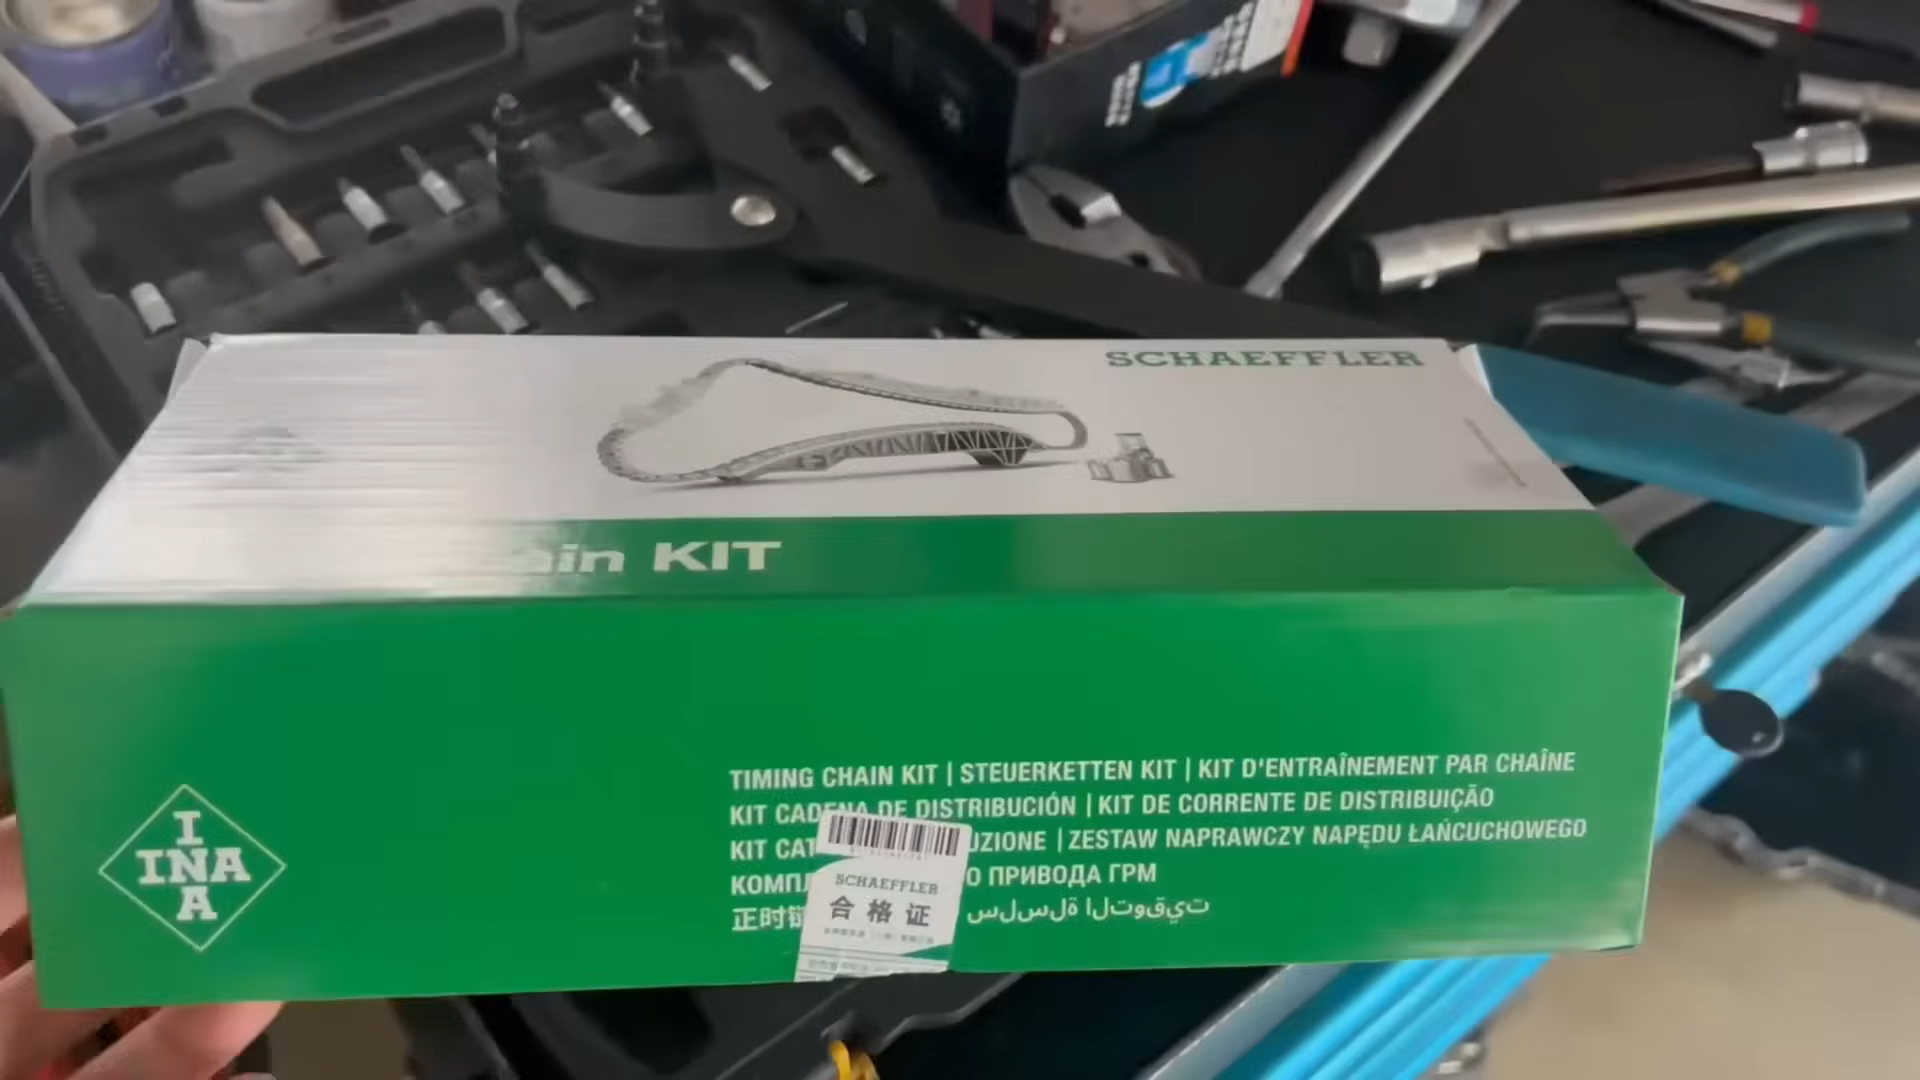 SCHAEFFLER
ain KIT
TIMING CHAIN KIT | STEUERKETTEN KIT | KIT D'ENTRAÎNEMENT PAR CHAÎNE
KIT CADENA DE DISTRIBUCIÓN | KIT DE CORRENTE DE DISTRIBUIÇÃO
KIT CAT UZIONE | ZESTAW NAPRAWCZY NAPĘDU ŁAŃCUCHOWEGO
КОМПЛ О ПРИВОДА ГРМ
正时链 سلسلة التوقيت
INA
INA
SCHAEFFLER
合格证